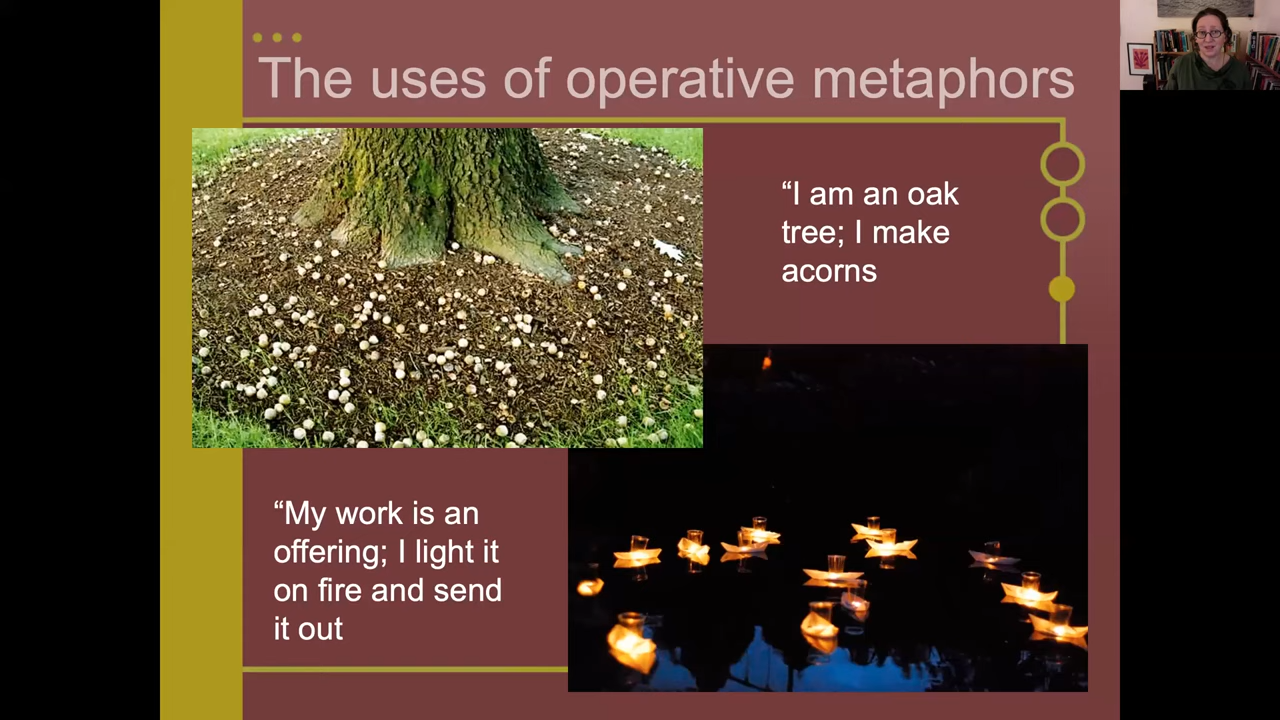 The uses of operative metaphors
“I am an oak
tree; I make
acorns
“My work is an
offering; I light it
on fire and send
it out